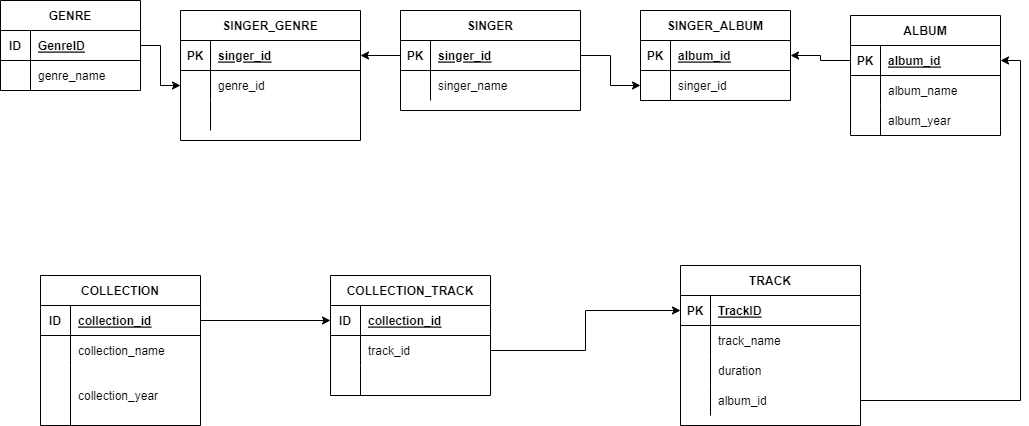 GENRE
ID GenreID
genre_name
SINGER_GENRE
PK singer_id
genre_id
SINGER
PK singer_id
singer_name
SINGER_ALBUM
PK album_id
singer_id
ALBUM
PK album_id
album_name
album_year
COLLECTION
ID collection_id
collection_name
collection_year
COLLECTION_TRACK
ID collection_id
track_id
TRACK
PK TrackID
track_name
duration
album_id